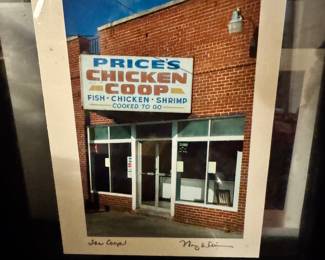 PRICE'S
CHICKEN
COOP
FISH · CHICKEN · SHRIMP
COOKED TO GO